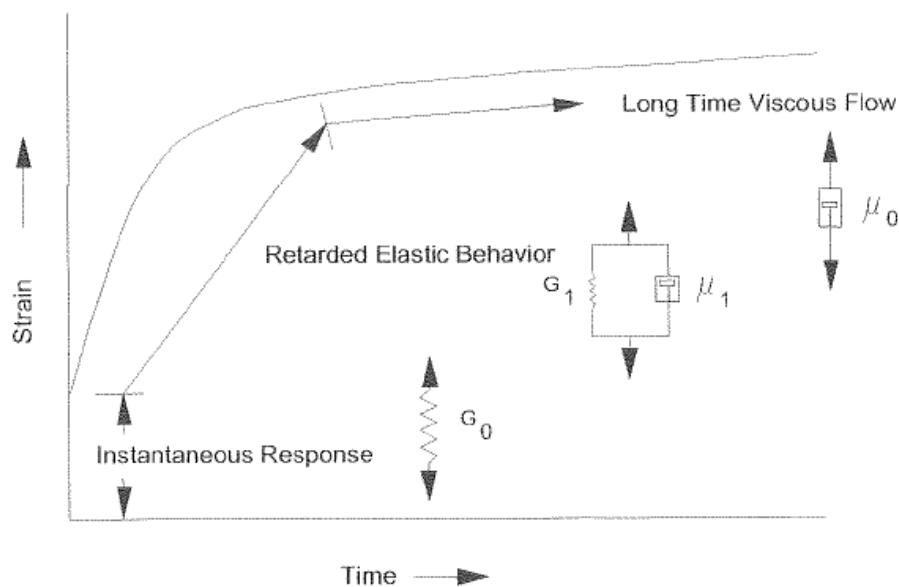 Long Time Viscous Flow
μ0
Retarded Elastic Behavior
G1
μ1
Strain
G0
Instantaneous Response
Time